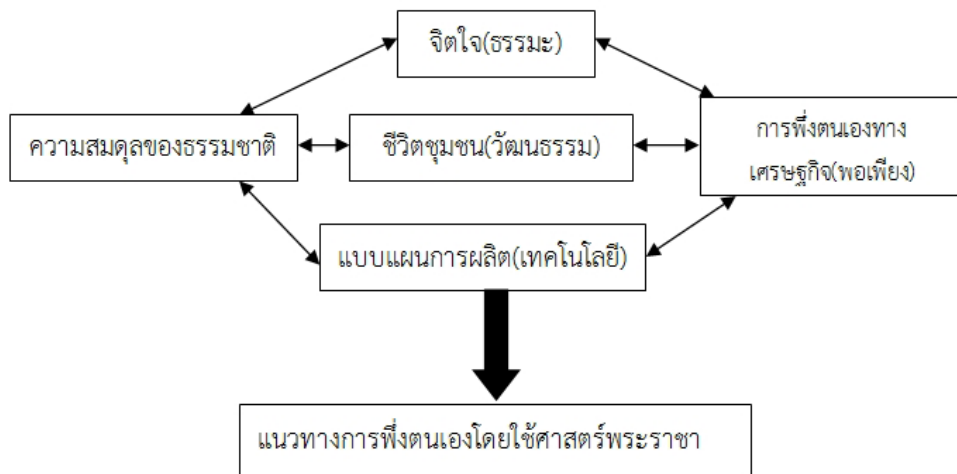 จิตใจ(ธรรมะ)
ความสมดุลของธรรมชาติ
ชีวิตชุมชน(วัฒนธรรม)
การพึ่งตนเองทาง
เศรษฐกิจ(พอเพียง)
แบบแผนการผลิต(เทคโนโลยี)
แนวทางการพึ่งตนเองโดยใช้ศาสตร์พระราชา